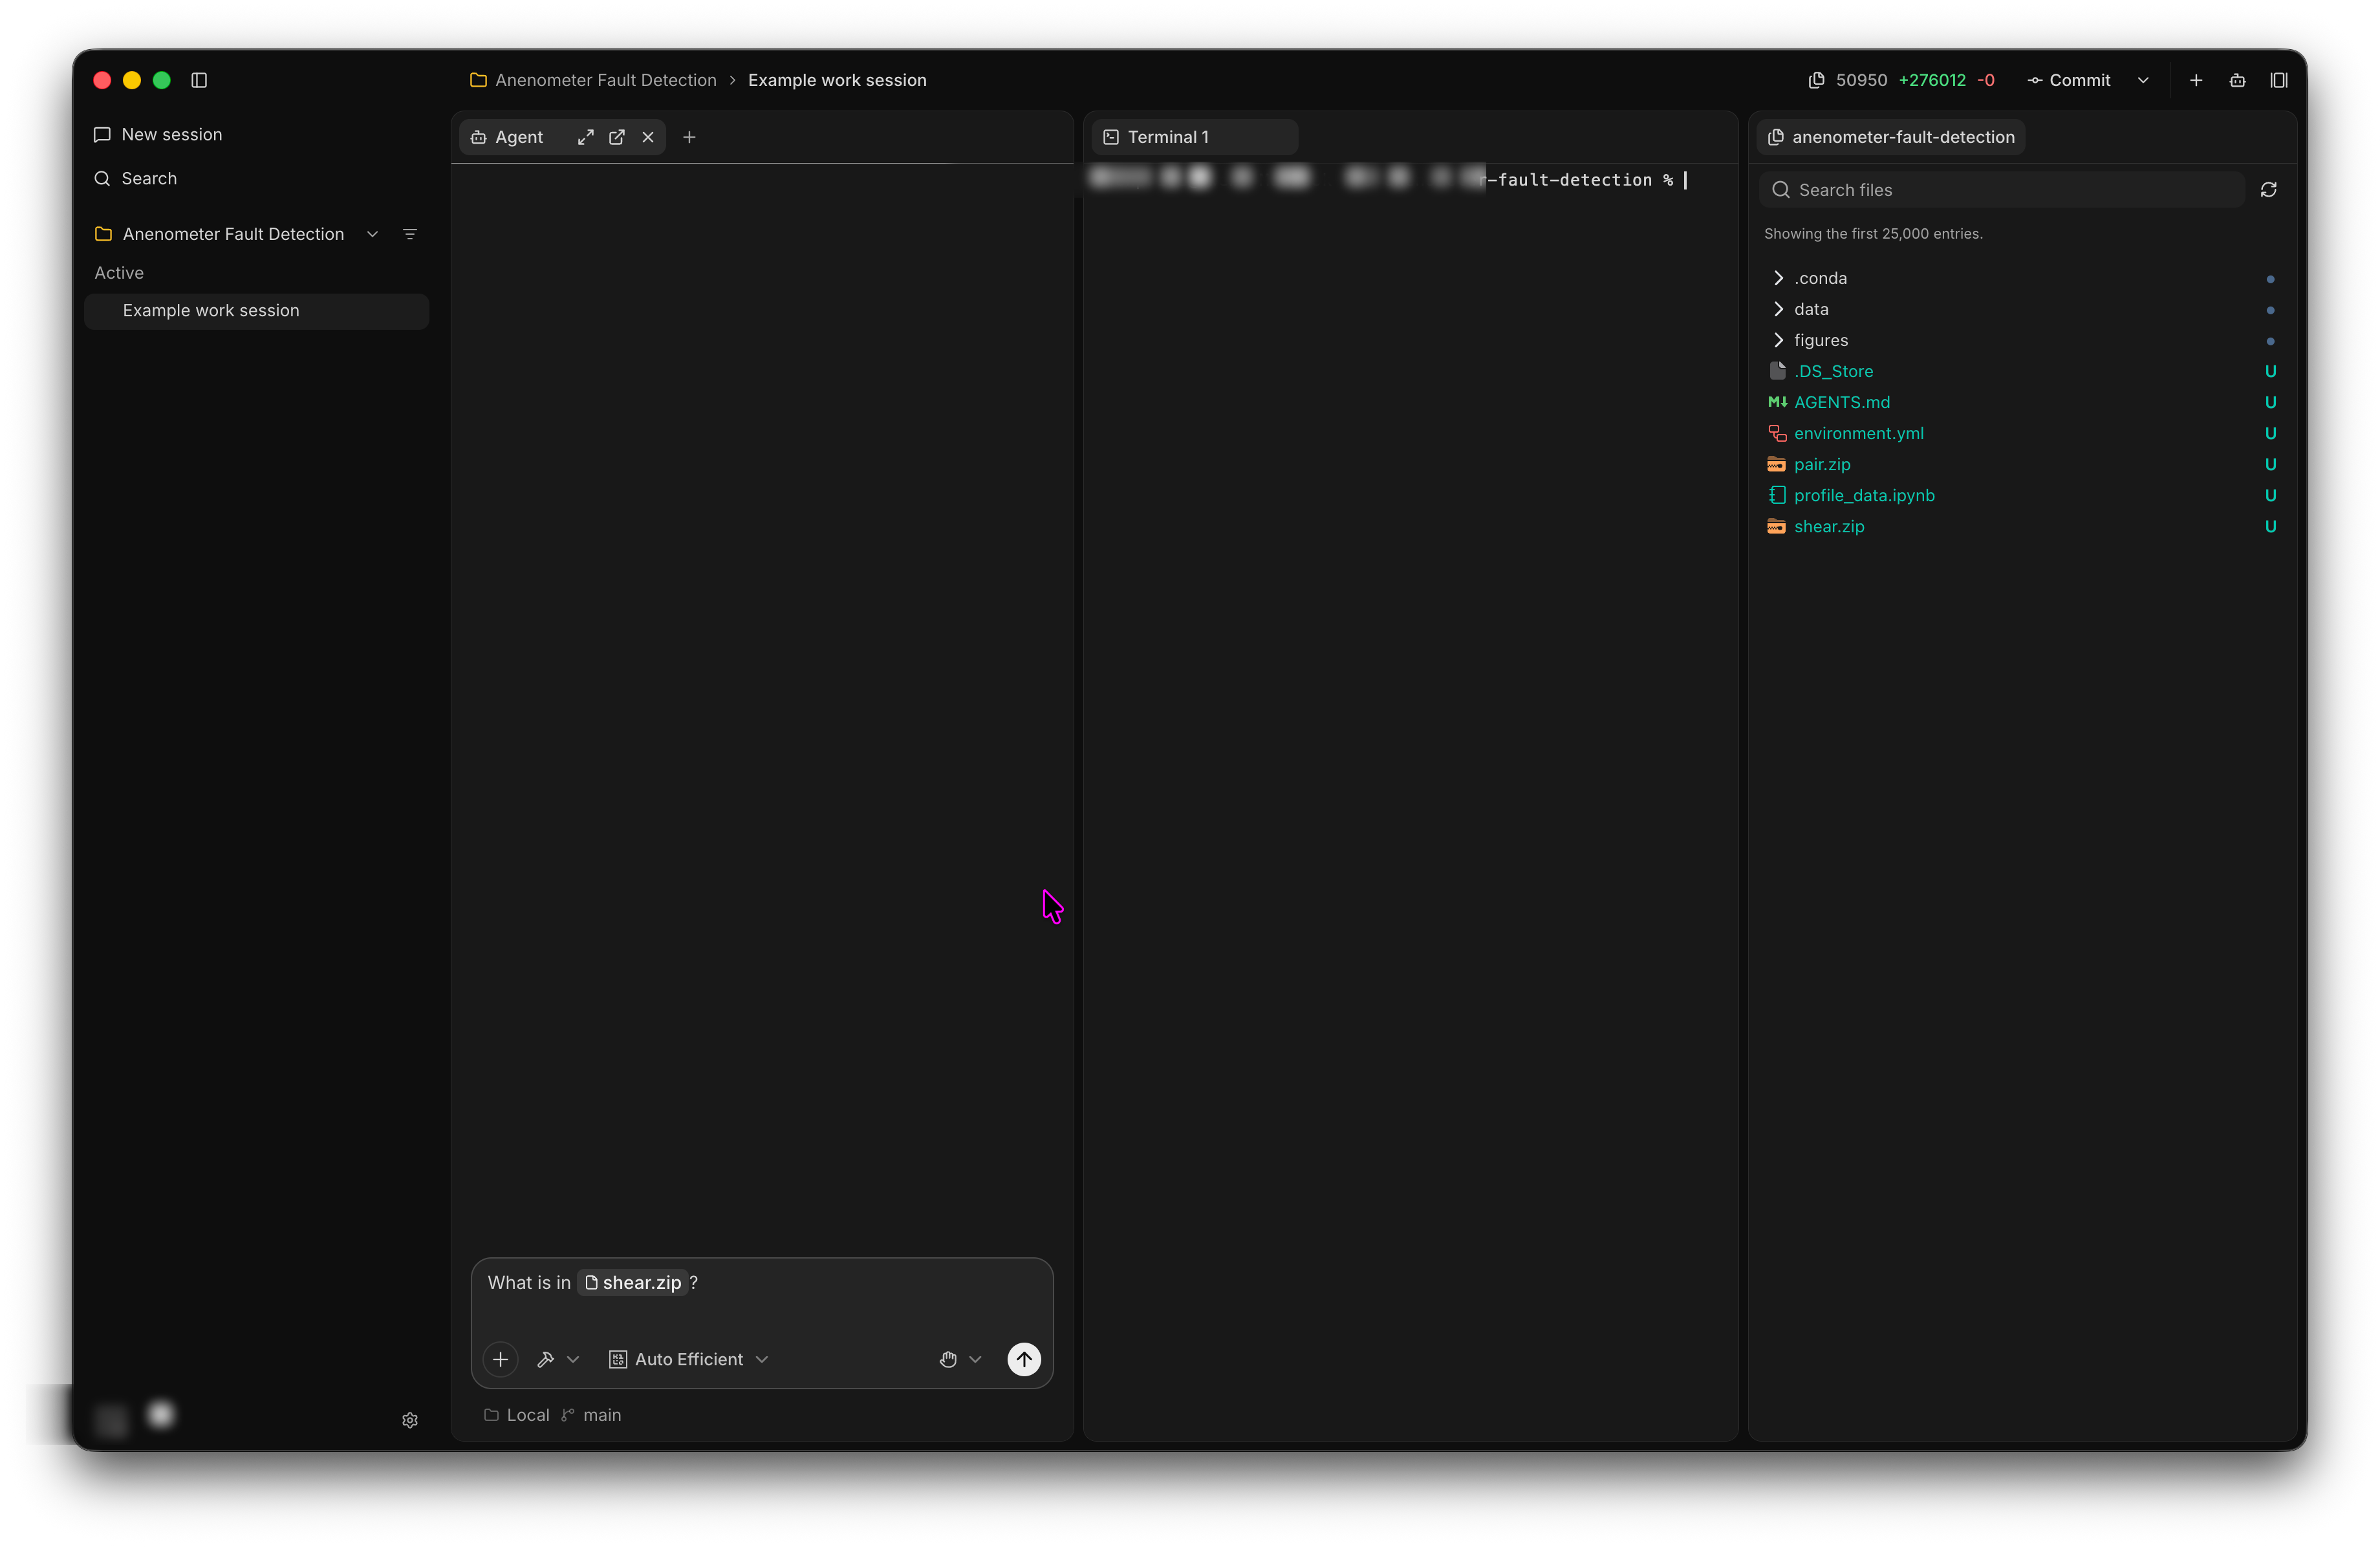 Anenometer Fault Detection > Example work session
50950 +276012 -0 Commit
New session
Search
Anenometer Fault Detection
Active
Example work session
Agent
What is in shear.zip?
Auto Efficient
Local main
Terminal 1
-fault-detection %
anenometer-fault-detection
Search files
Showing the first 25,000 entries.
.conda
data
figures
.DS_Store U
M↓ AGENTS.md U
environment.yml U
pair.zip U
profile_data.ipynb U
shear.zip U